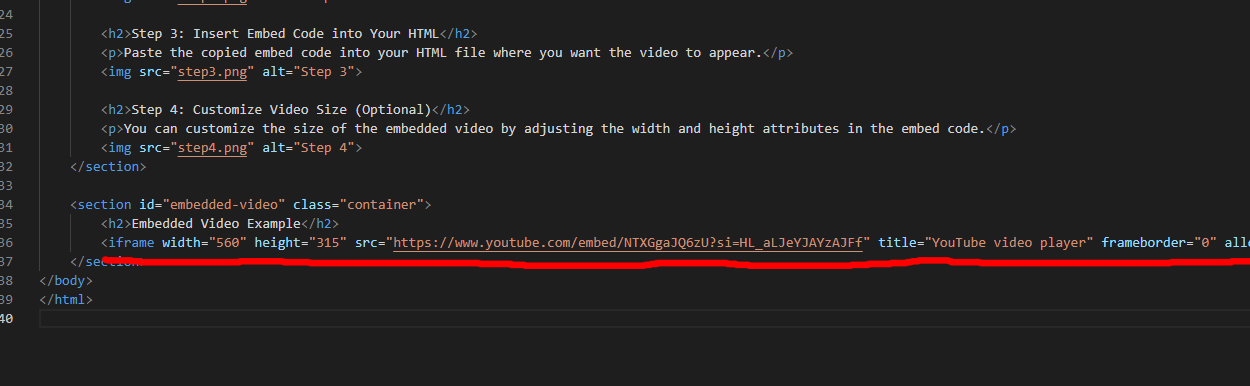 24
25 <h2>Step 3: Insert Embed Code into Your HTML</h2>
26 <p>Paste the copied embed code into your HTML file where you want the video to appear.</p>
27 <img src="step3.png" alt="Step 3">
28
29 <h2>Step 4: Customize Video Size (Optional)</h2>
30 <p>You can customize the size of the embedded video by adjusting the width and height attributes in the embed code.</p>
31 <img src="step4.png" alt="Step 4">
32 </section>
33
34 <section id="embedded-video" class="container">
35 <h2>Embedded Video Example</h2>
36 <iframe width="560" height="315" src="https://www.youtube.com/embed/NTXGgaJQ6zU?si=HL_aLJeYJAYzAJFf" title="YouTube video player" frameborder="0"
37 </section>
38 </body>
39 </html>
40